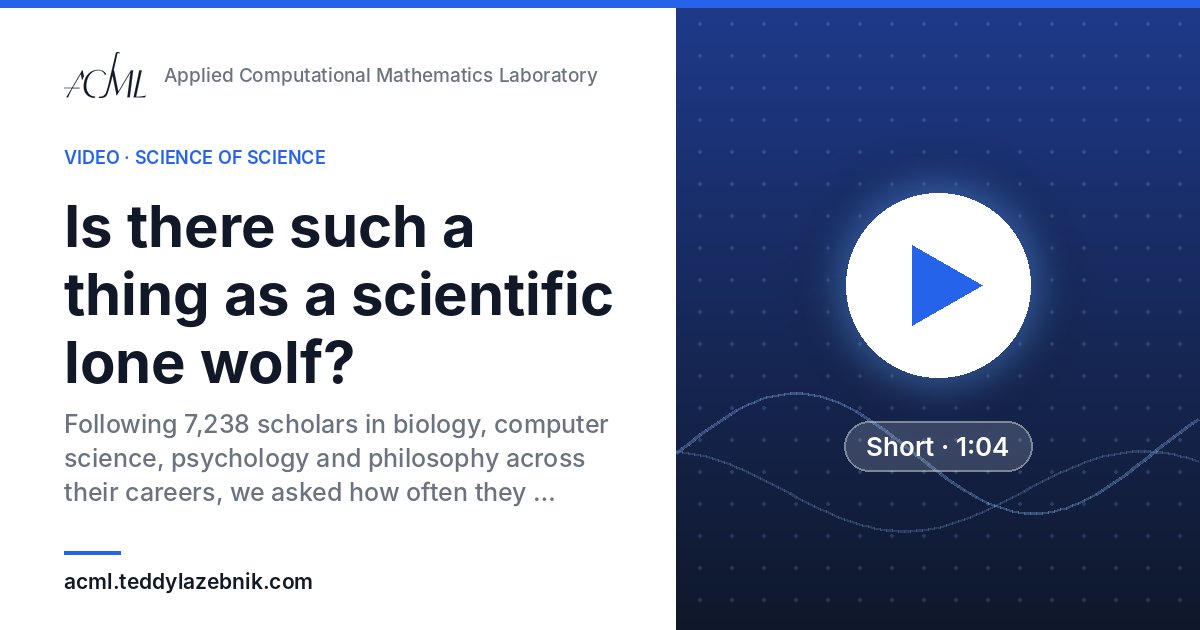 ACML
Applied Computational Mathematics Laboratory
VIDEO · SCIENCE OF SCIENCE
Is there such a
thing as a scientific
lone wolf?
Following 7,238 scholars in biology, computer
science, psychology and philosophy across
their careers, we asked how often they ...
Short · 1:04
acml.teddylazebnik.com